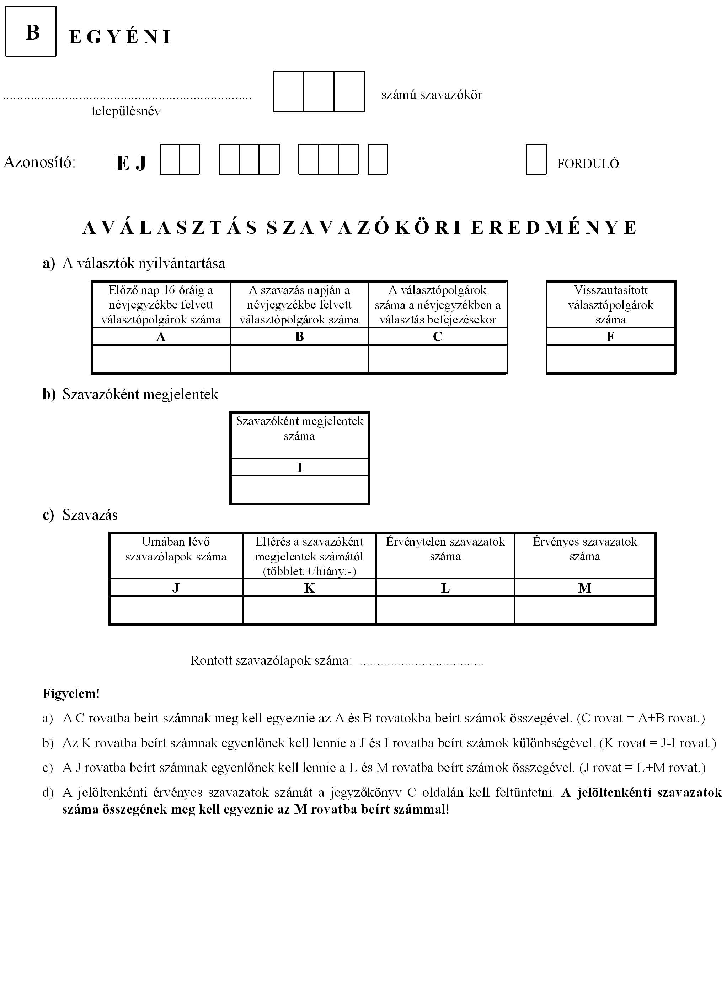 B EGYÉNI
........................................................................ számú szavazókör
településnév
Azonosító: E J FORDULÓ
A VÁLASZTÁS SZAVAZÓKÖRI EREDMÉNYE
a) A választók nyilvántartása
Előző nap 16 óráig a névjegyzékbe felvett választópolgárok száma
A szavazás napján a névjegyzékbe felvett választópolgárok száma
A választópolgárok száma a névjegyzékben a választás befejezésekor
Visszautasított választópolgárok száma
A B C F
b) Szavazóként megjelentek
Szavazóként megjelentek
száma
I
c) Szavazás
Urnában lévő szavazólapok száma
Eltérés a szavazóként megjelentek számától (többlet:+/hiány:-)
Érvénytelen szavazatok száma
Érvényes szavazatok száma
J K L M
Rontott szavazólapok száma: ....................................
Figyelem!
a) A C rovatba beírt számnak meg kell egyeznie az A és B rovatokba beírt számok összegével. (C rovat = A+B rovat.)
b) Az K rovatba beírt számnak egyenlőnek kell lennie a J és I rovatba beírt számok különbségével. (K rovat = J-I rovat.)
c) A J rovatba beírt számnak egyenlőnek kell lennie a L és M rovatba beírt számok összegével. (J rovat = L+M rovat.)
d) A jelöltenkénti érvényes szavazatok számát a jegyzőkönyv C oldalán kell feltüntetni. A jelöltenkénti szavazatok
száma összegének meg kell egyeznie az M rovatba beírt számmal!